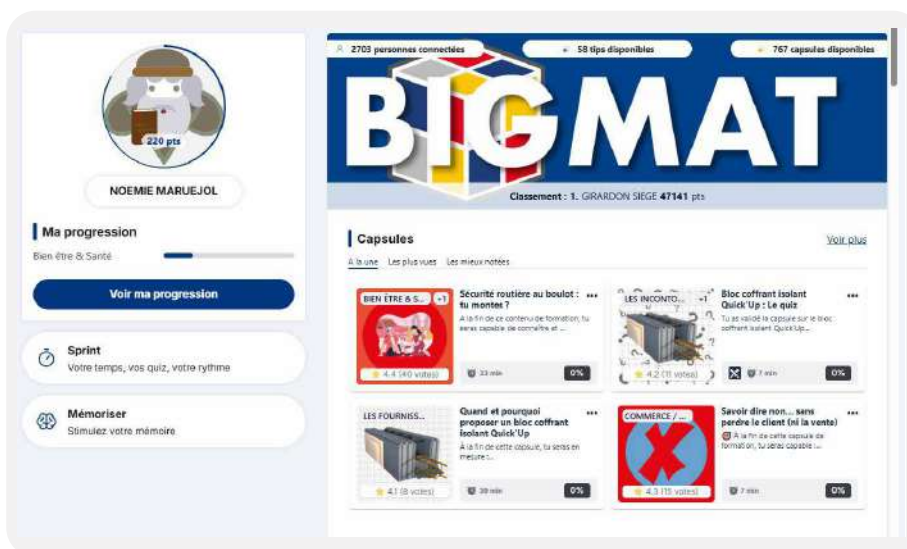 220 pts
NOEMIE MARUEJOL
Ma progression
Bien être & Santé
Voir ma progression
Sprint
Votre temps, vos quiz, votre rythme
Mémoriser
Stimulez votre mémoire
2703 personnes connectées
58 tips disponibles
767 capsules disponibles
BIGMAT
Classement : 1. GIRARDON SIEGE 47141 pts
Capsules
Voir plus
A la une Les plus vues Les mieux notées
BIEN ÊTRE & S... +1
Sécurité routière au boulot :
tu montes ?
A la fin de ce contenu de formation, tu
seras capable de connaître et ...
4.4 (40 votes)
33 min
0%
LES INCONTO... +1
Bloc coffrant isolant
Quick'Up : Le quiz
Tu as validé la capsule sur le bloc
coffrant isolant Quick'Up...
4.2 (11 votes)
7 min
0%
LES FOURNISS...
Quand et pourquoi
proposer un bloc coffrant
isolant Quick'Up
A la fin de cette capsule, tu seras en
mesure :...
4.1 (8 votes)
39 min
0%
COMMERCE / ...
Savoir dire non... sans
perdre le client (ni la vente)
A la fin de cette capsule de
formation, tu seras capable :...
4.3 (15 votes)
7 min
0%